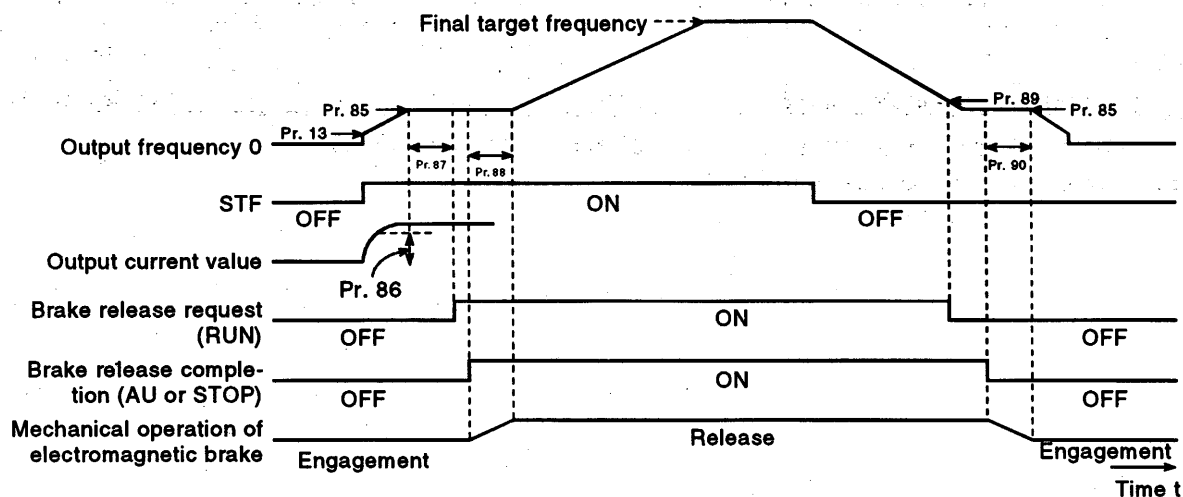 Final target frequency
Pr. 85
Pr. 89
Pr. 85
Pr. 13
Output frequency 0
Pr. 87
Pr. 88
Pr. 90
STF
OFF
ON
OFF
Output current value
Pr. 86
Brake release request
(RUN)
OFF
ON
OFF
Brake release comple-
tion (AU or STOP)
OFF
ON
OFF
Mechanical operation of
electromagnetic brake
Engagement
Release
Engagement
Time t